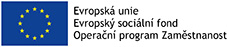 Evropská unie
Evropský sociální fond
Operační program Zaměstnanost